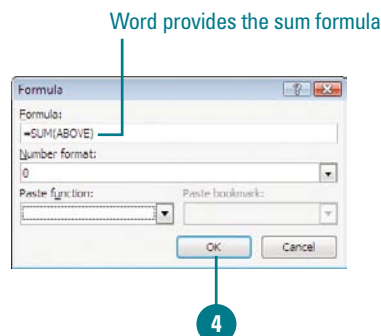 Word provides the sum formula
Formula
Formula:
=SUM(ABOVE)
Number format:
0
Paste function: Paste bookmark:
OK Cancel
4